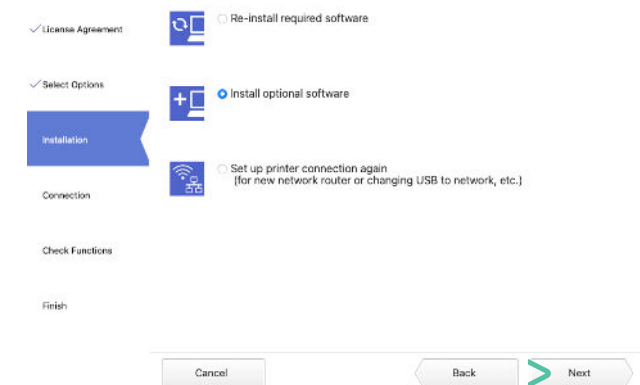 License Agreement
Select Options
Installation
Connection
Check Functions
Finish
Re-install required software
Install optional software
Set up printer connection again
(for new network router or changing USB to network, etc.)
Cancel
Back
Next